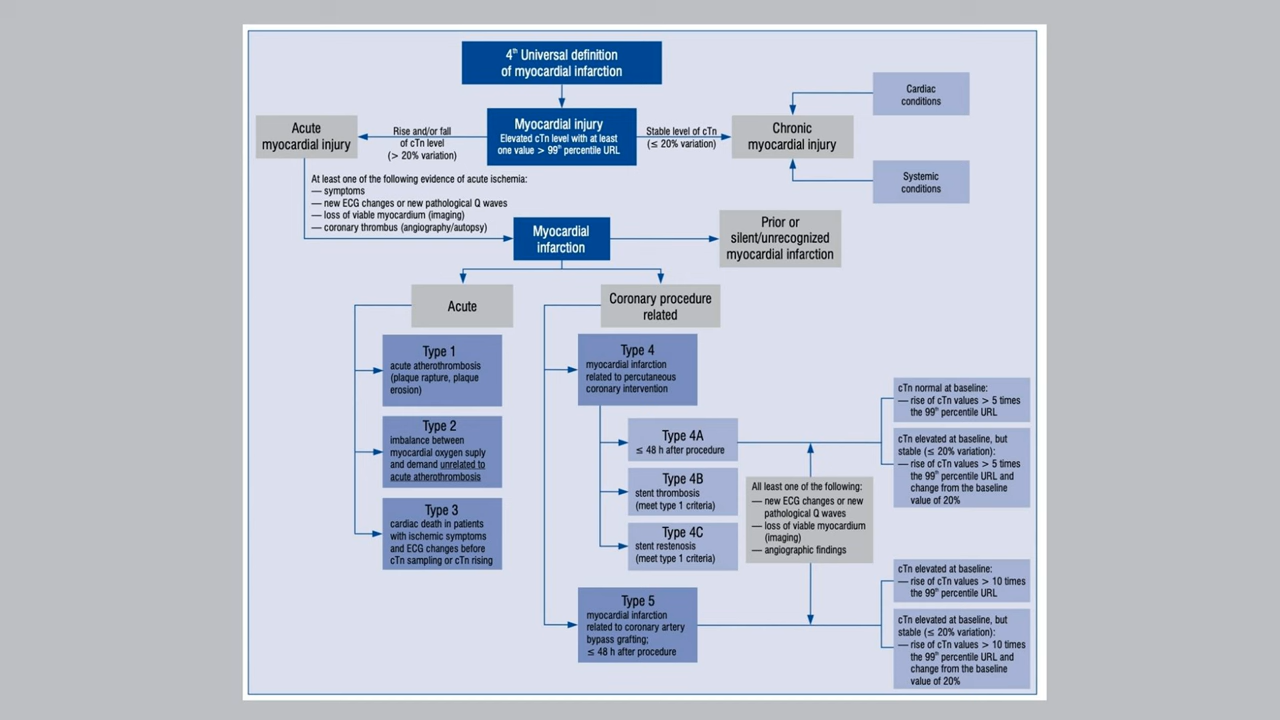 4th Universal definition
of myocardial infarction
Cardiac
conditions
Acute
myocardial injury
Rise and/or fall
of cTn level
(> 20% variation)
Myocardial injury
Elevated cTn level with at least
one value > 99th percentile URL
Stable level of cTn
(≤ 20% variation)
Chronic
myocardial injury
Systemic
conditions
At least one of the following evidence of acute ischemia:
— symptoms
— new ECG changes or new pathological Q waves
— loss of viable myocardium (imaging)
— coronary thrombus (angiography/autopsy)
Myocardial
infarction
Prior or
silent/unrecognized
myocardial infarction
Acute
Coronary procedure
related
Type 1
acute atherothrombosis
(plaque rapture, plaque
erosion)
Type 2
imbalance between
myocardial oxygen suply
and demand unrelated to
acute atherothrombosis
Type 3
cardiac death in patients
with ischemic symptoms
and ECG changes before
cTn sampling or cTn rising
Type 4
myocardial infarction
related to percutaneous
coronary intervention
Type 4A
≤ 48 h after procedure
Type 4B
stent thrombosis
(meet type 1 criteria)
Type 4C
stent restenosis
(meet type 1 criteria)
Type 5
myocardial infarction
related to coronary artery
bypass grafting;
≤ 48 h after procedure
All least one of the following:
— new ECG changes or new
pathological Q waves
— loss of viable myocardium
(imaging)
— angiographic findings
cTn normal at baseline:
— rise of cTn values > 5 times
the 99th percentile URL
cTn elevated at baseline, but
stable (≤ 20% variation):
— rise of cTn values > 5 times
the 99th percentile URL and
change from the baseline
value of 20%
cTn elevated at baseline:
— rise of cTn values > 10 times
the 99th percentile URL
cTn elevated at baseline, but
stable (≤ 20% variation):
— rise of cTn values > 10 times
the 99th percentile URL and
change from the baseline
value of 20%